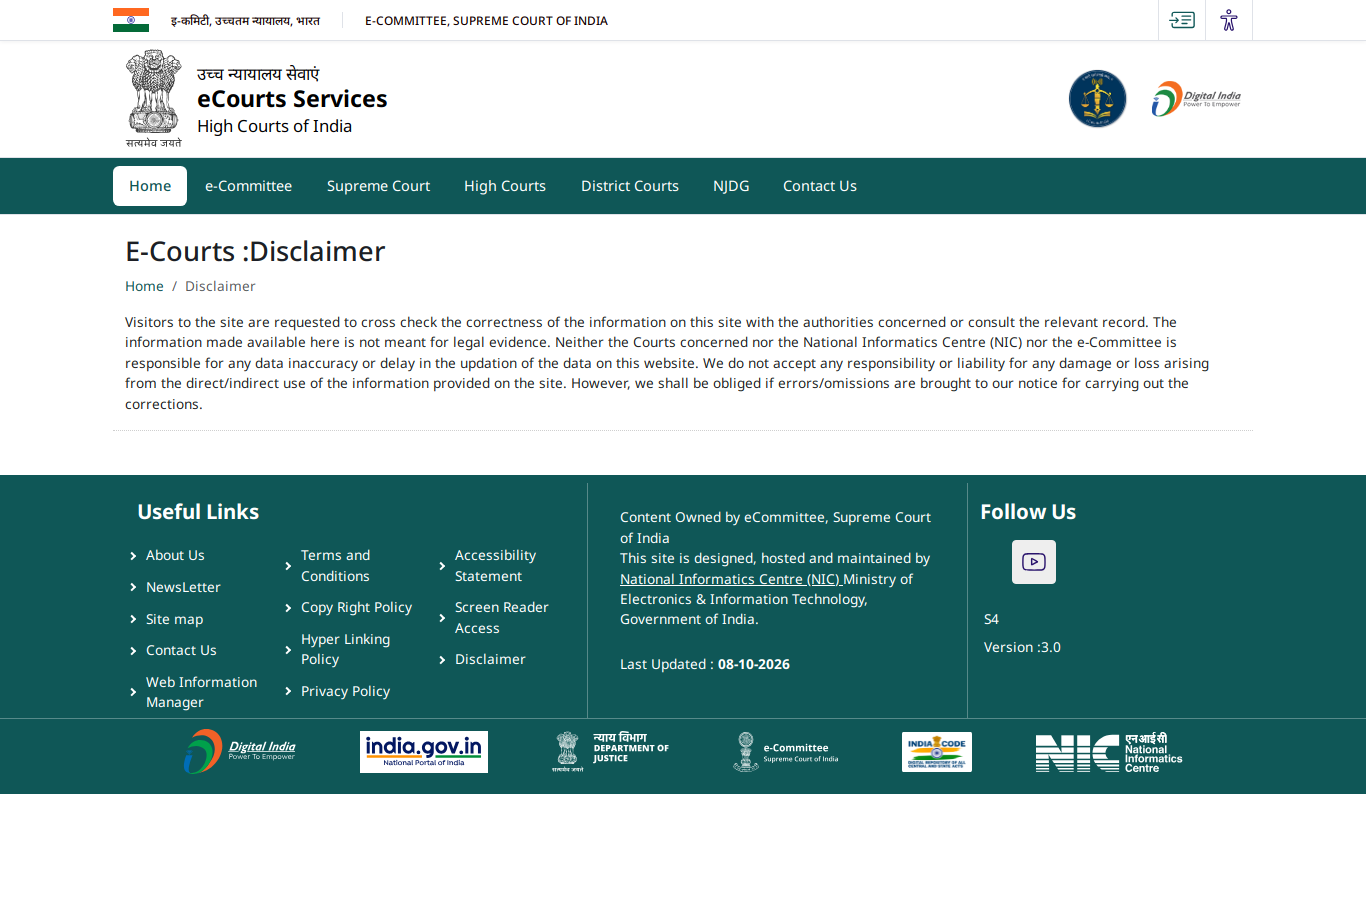 इ-कमिटी, उच्चतम न्यायालय, भारत
E-COMMITTEE, SUPREME COURT OF INDIA
सत्यमेव जयते
उच्च न्यायालय सेवाएं
eCourts Services
High Courts of India
Digital India
Power To Empower
Home
e-Committee
Supreme Court
High Courts
District Courts
NJDG
Contact Us
E-Courts :Disclaimer
Home / Disclaimer
Visitors to the site are requested to cross check the correctness of the information on this site with the authorities concerned or consult the relevant record. The
information made available here is not meant for legal evidence. Neither the Courts concerned nor the National Informatics Centre (NIC) nor the e-Committee is
responsible for any data inaccuracy or delay in the updation of the data on this website. We do not accept any responsibility or liability for any damage or loss arising
from the direct/indirect use of the information provided on the site. However, we shall be obliged if errors/omissions are brought to our notice for carrying out the
corrections.
Useful Links
About Us
NewsLetter
Site map
Contact Us
Web Information
Manager
Terms and
Conditions
Copy Right Policy
Hyper Linking
Policy
Privacy Policy
Accessibility
Statement
Screen Reader
Access
Disclaimer
Content Owned by eCommittee, Supreme Court
of India
This site is designed, hosted and maintained by
National Informatics Centre (NIC) Ministry of
Electronics & Information Technology,
Government of India.
Last Updated : 08-10-2026
Follow Us
S4
Version :3.0
Digital India
Power To Empower
india.gov.in
National Portal of India
सत्यमेव जयते
न्याय विभाग
DEPARTMENT OF
JUSTICE
e-Committee
Supreme Court of India
INDIA CODE
DIGITAL REPOSITORY OF ALL
CENTRAL AND STATE ACTS
NIC
एनआईसी
National
Informatics
Centre